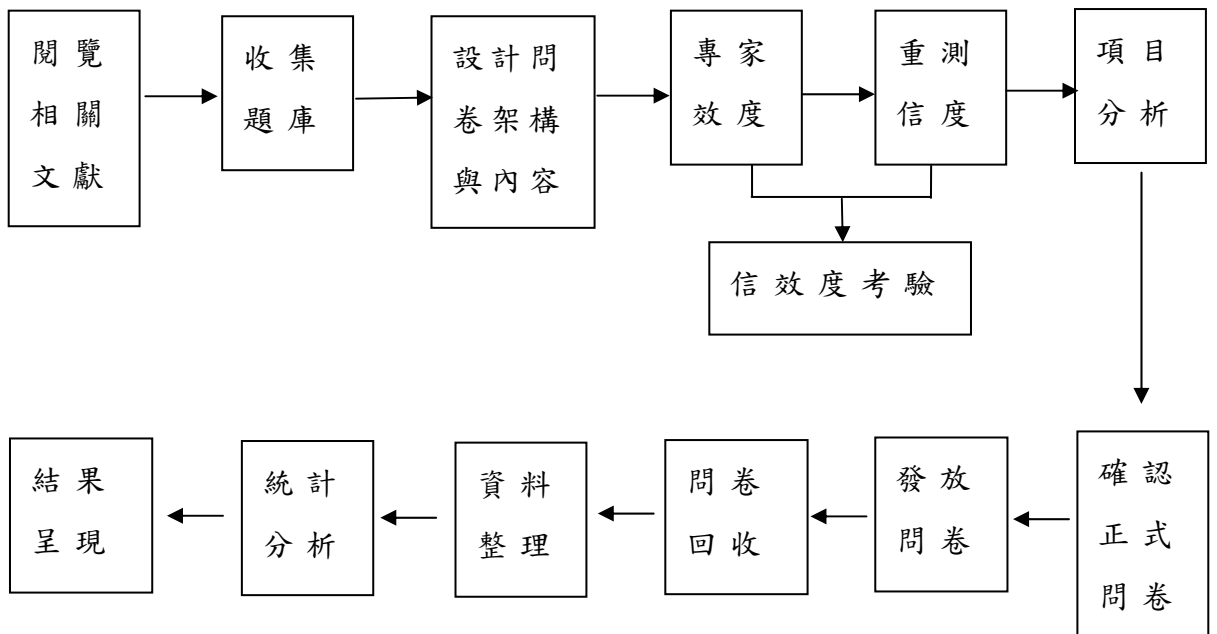 閱覽
相關
文獻
收集
題庫
設計問
卷架構
與內容
專家
效度
重測
信度
項目
分析
信效度考驗
確認
正式
問卷
發放
問卷
問卷
回收
資料
整理
統計
分析
結果
呈現